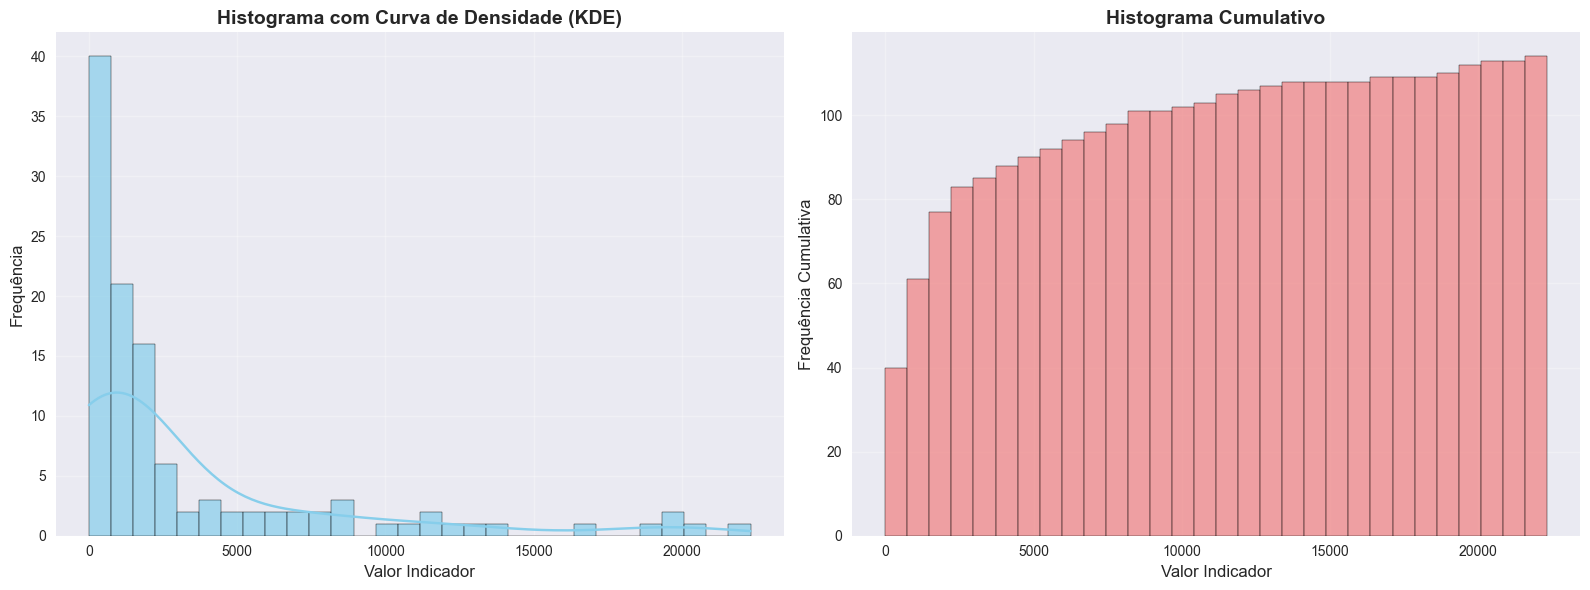 Histograma com Curva de Densidade (KDE)
40
35
30
25
20
15
10
5
0
Frequência
0 5000 10000 15000 20000
Valor Indicador
Histograma Cumulativo
100
80
60
40
20
0
Frequência Cumulativa
0 5000 10000 15000 20000
Valor Indicador